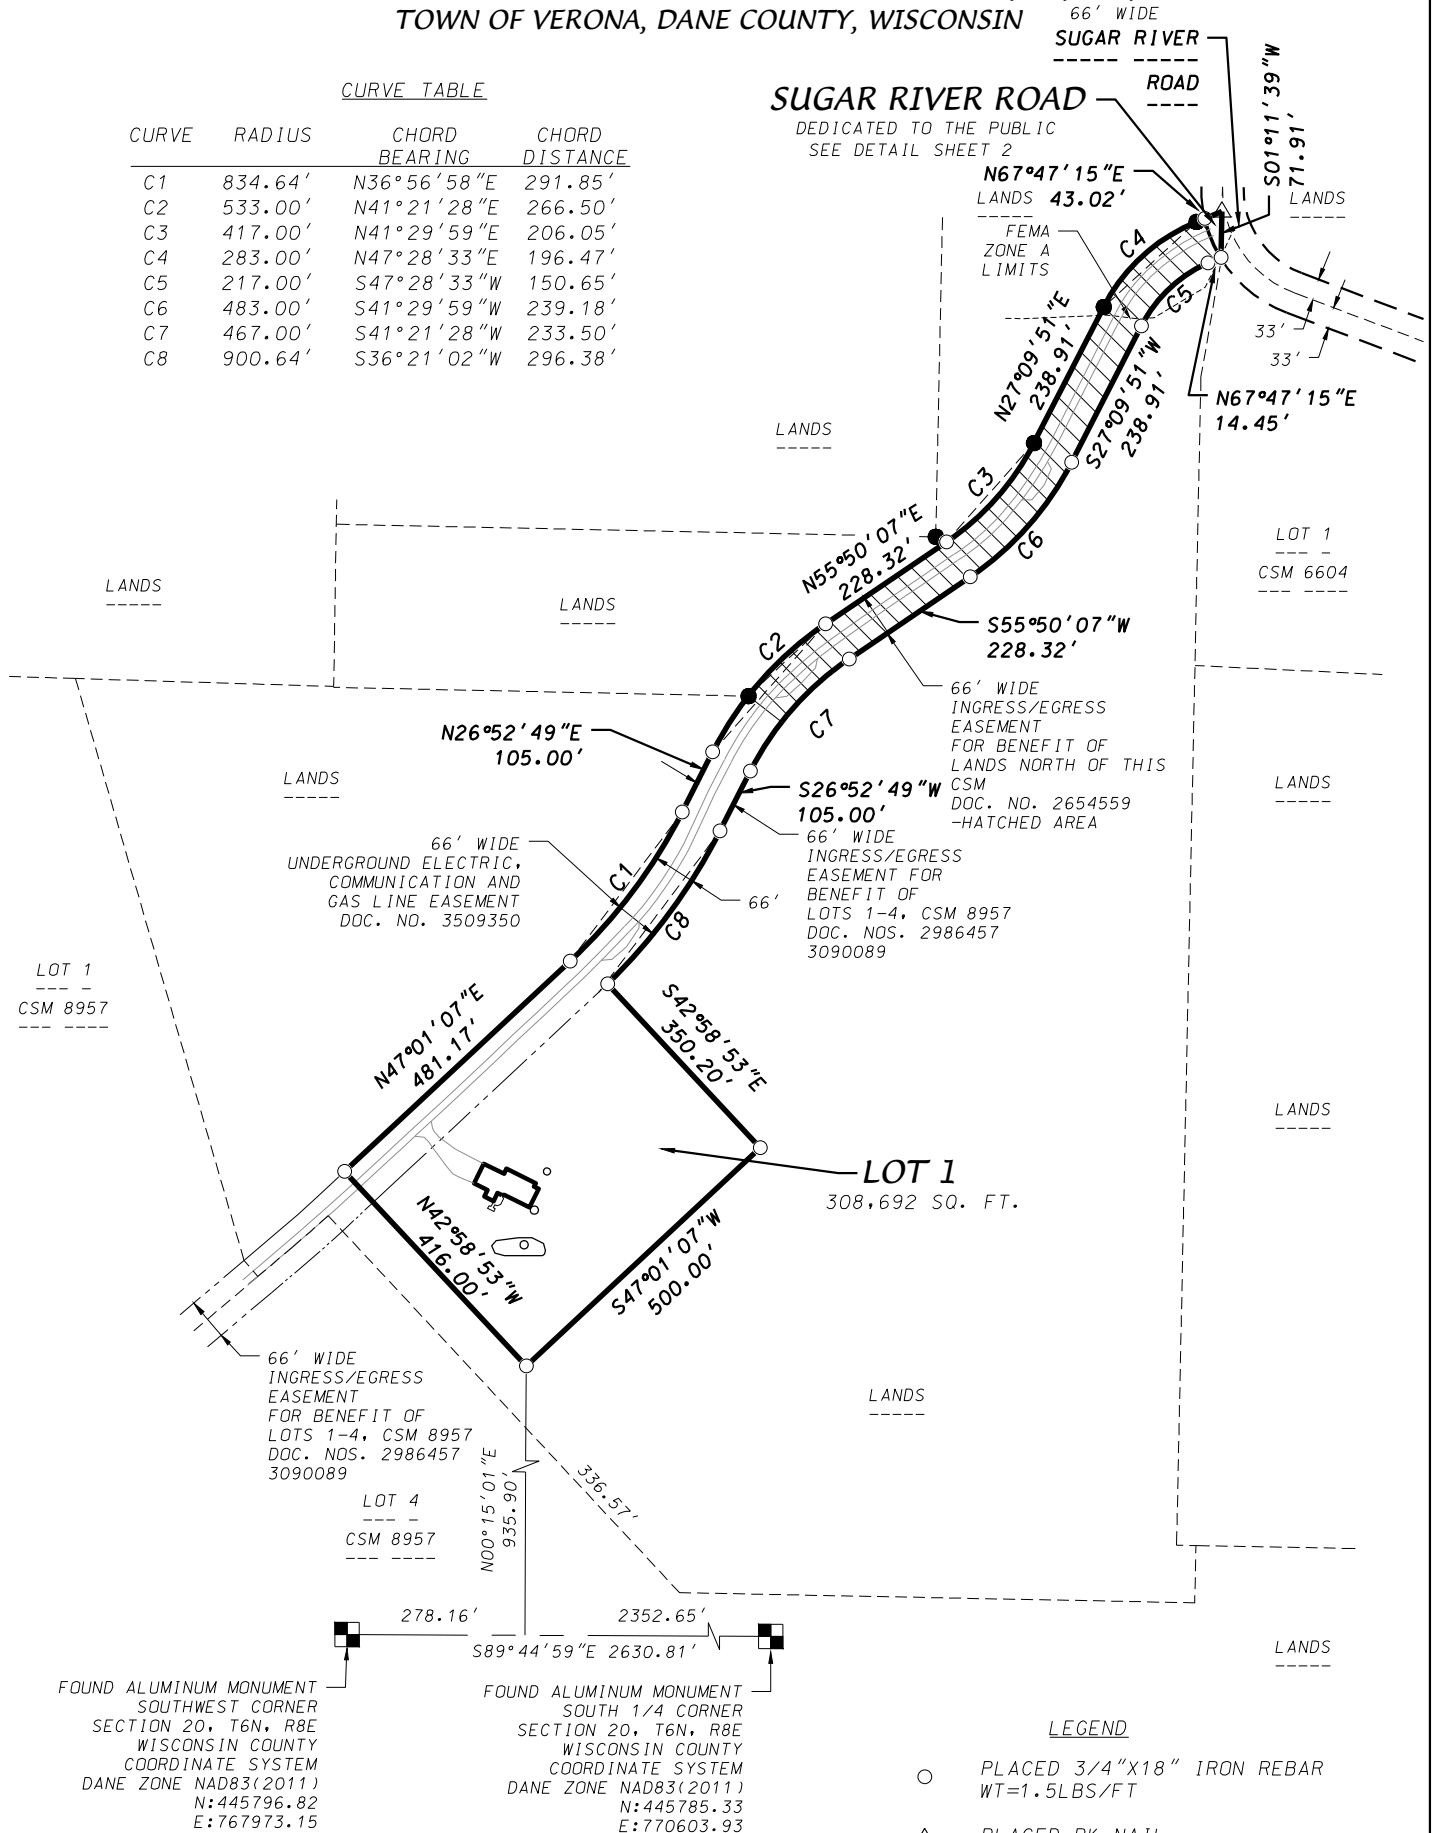 TOWN OF VERONA, DANE COUNTY, WISCONSIN
66' WIDE
SUGAR RIVER
ROAD
S01°11'39"W
71.91'
CURVE TABLE
CURVE RADIUS CHORD BEARING CHORD DISTANCE
C1 834.64' N36°56'58"E 291.85'
C2 533.00' N41°21'28"E 266.50'
C3 417.00' N41°29'59"E 206.05'
C4 283.00' N47°28'33"E 196.47'
C5 217.00' S47°28'33"W 150.65'
C6 483.00' S41°29'59"W 239.18'
C7 467.00' S41°21'28"W 233.50'
C8 900.64' S36°21'02"W 296.38'
SUGAR RIVER ROAD
DEDICATED TO THE PUBLIC
SEE DETAIL SHEET 2
N67°47'15"E
43.02'
LANDS
LANDS
FEMA
ZONE A
LIMITS
C4
C5
33'
33'
N27°09'51"E
238.91'
S27°09'51"W
238.91'
N67°47'15"E
14.45'
LANDS
C3
C6
N55°50'07"E
228.32'
LOT 1
CSM 6604
LANDS
LANDS
S55°50'07"W
228.32'
C2
C7
66' WIDE
INGRESS/EGRESS
EASEMENT
FOR BENEFIT OF
LANDS NORTH OF THIS
CSM
DOC. NO. 2654559
-HATCHED AREA
N26°52'49"E
105.00'
LANDS
S26°52'49"W
105.00'
LANDS
66' WIDE
UNDERGROUND ELECTRIC,
COMMUNICATION AND
GAS LINE EASEMENT
DOC. NO. 3509350
66' WIDE
INGRESS/EGRESS
EASEMENT FOR
BENEFIT OF
LOTS 1-4, CSM 8957
DOC. NOS. 2986457
3090089
C1
66'
C8
LOT 1
CSM 8957
N47°01'07"E
481.17'
S42°58'53"E
350.20'
LANDS
LOT 1
308,692 SQ. FT.
N42°58'53"W
416.00'
S47°01'07"W
500.00'
66' WIDE
INGRESS/EGRESS
EASEMENT
FOR BENEFIT OF
LOTS 1-4, CSM 8957
DOC. NOS. 2986457
3090089
LANDS
N00°15'01"E
935.90'
336.57'
LOT 4
CSM 8957
278.16'
2352.65'
S89°44'59"E 2630.81'
LANDS
FOUND ALUMINUM MONUMENT
SOUTHWEST CORNER
SECTION 20, T6N, R8E
WISCONSIN COUNTY
COORDINATE SYSTEM
DANE ZONE NAD83(2011)
N:445796.82
E:767973.15
FOUND ALUMINUM MONUMENT
SOUTH 1/4 CORNER
SECTION 20, T6N, R8E
WISCONSIN COUNTY
COORDINATE SYSTEM
DANE ZONE NAD83(2011)
N:445785.33
E:770603.93
LEGEND
PLACED 3/4"X18" IRON REBAR
WT=1.5LBS/FT
PLACED PK NAIL